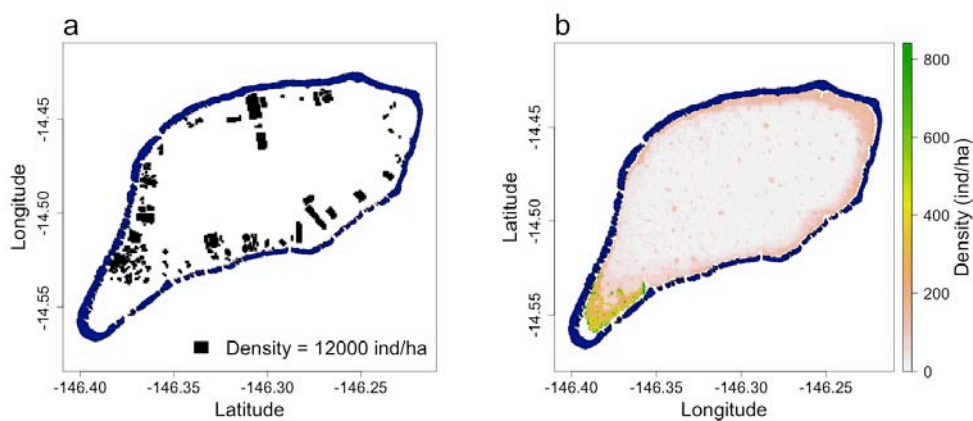 a
-14.45
-14.50
-14.55
Longitude
-146.40
-146.35
-146.30
-146.25
Latitude
Density = 12000 ind/ha
b
-14.45
-14.50
-14.55
Latitude
-146.40
-146.35
-146.30
-146.25
Longitude
800
600
400
200
0
Density (ind/ha)